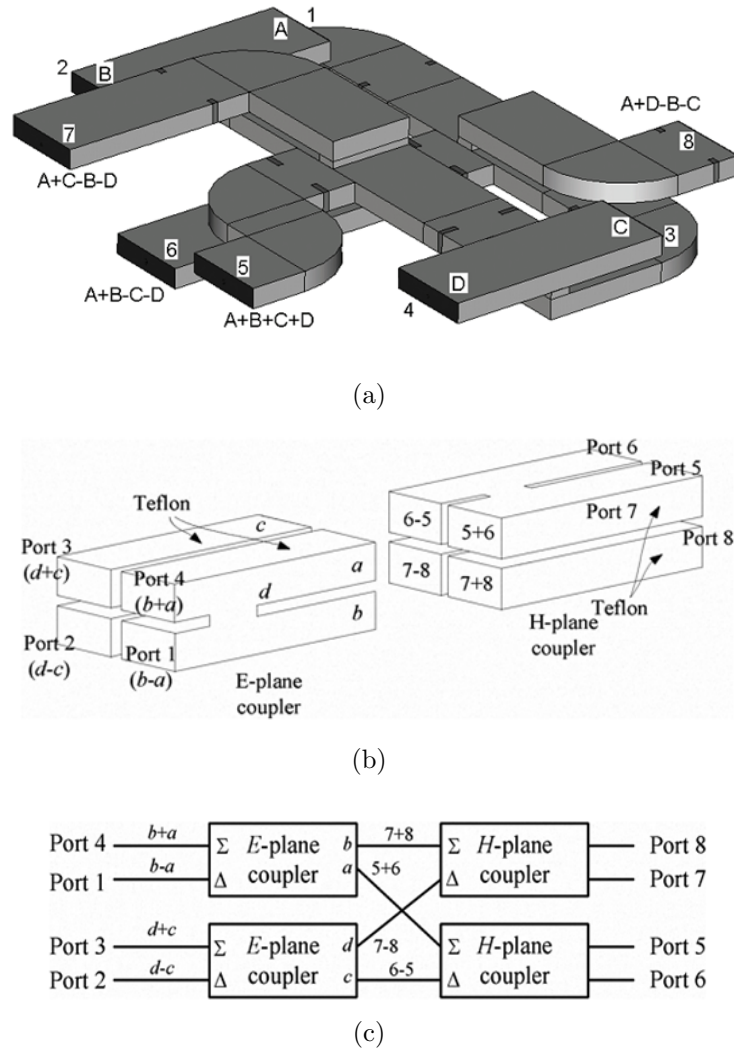 1
A
2
B
7
A+C-B-D
A+D-B-C
8
C
3
6
5
D
4
A+B-C-D
A+B+C+D
(a)
Port 6
Port 5
Teflon
c
6-5
5+6
Port 7
Port 3
(d+c)
Port 4
(b+a)
a
7-8
7+8
Port 8
d
b
Teflon
Port 2
(d-c)
Port 1
(b-a)
E-plane
coupler
H-plane
coupler
(b)
Port 4 b+a Σ E-plane b 7+8 Σ H-plane Port 8
Port 1 b-a Δ coupler a 5+6 Δ coupler Port 7
Port 3 d+c Σ E-plane d 7-8 Σ H-plane Port 5
Port 2 d-c Δ coupler c 6-5 Δ coupler Port 6
(c)